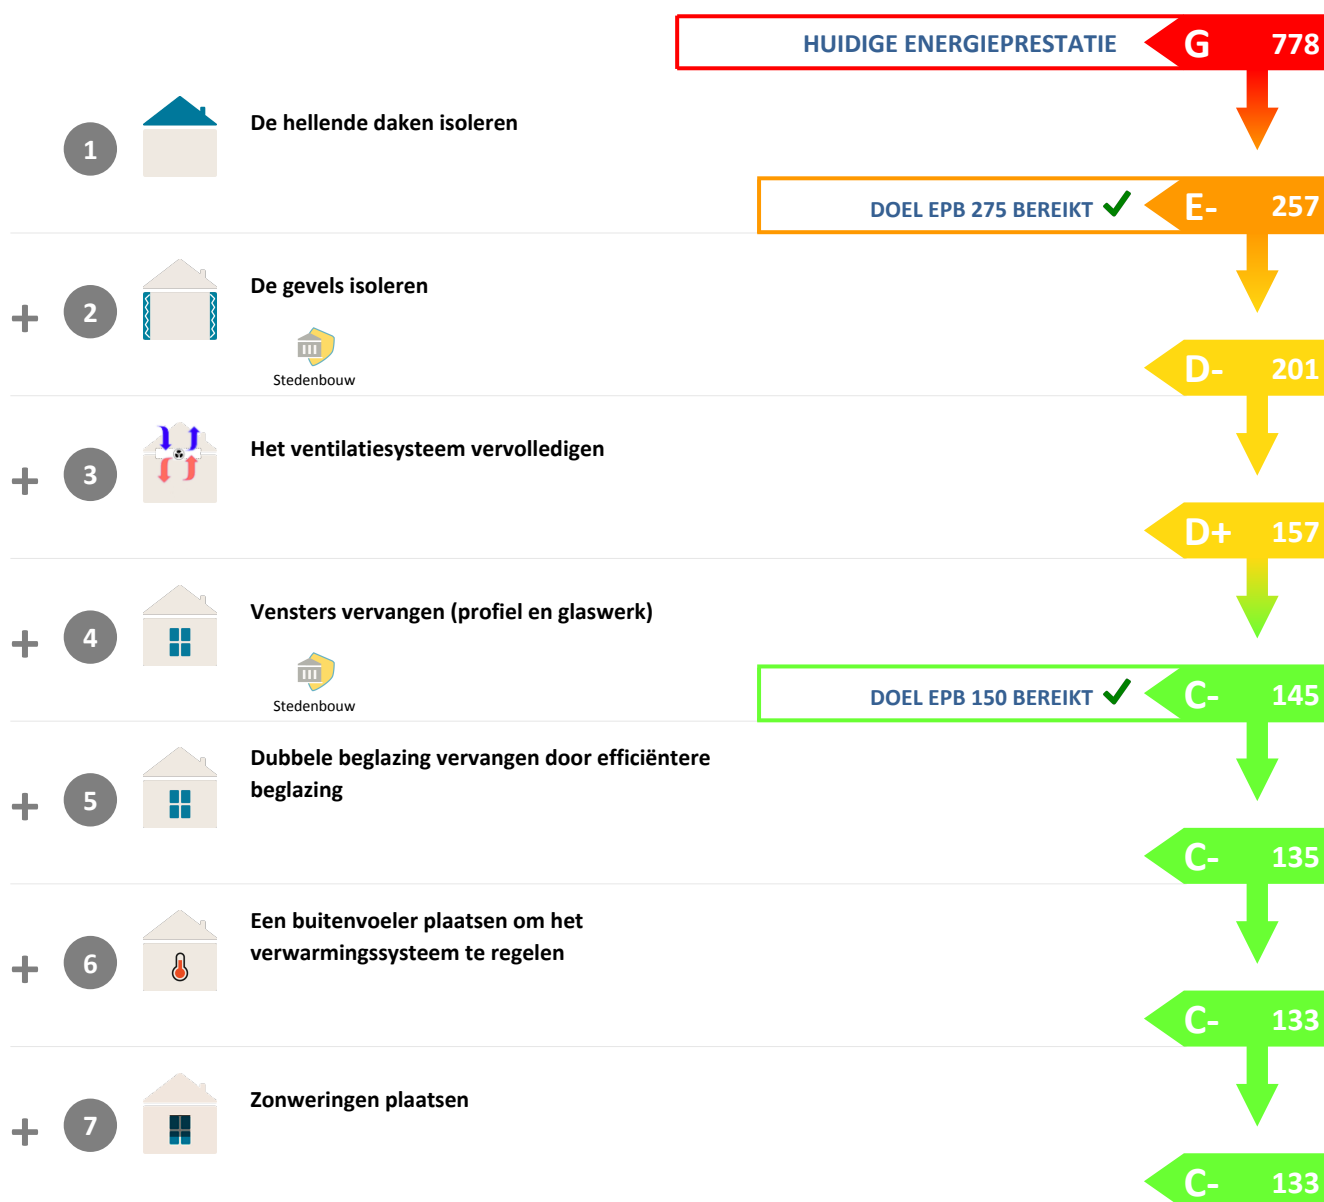 HUIDIGE ENERGIEPRESTATIE G 778
1 De hellende daken isoleren
DOEL EPB 275 BEREIKT ✓ E- 257
+ 2 De gevels isoleren
Stedenbouw
D- 201
+ 3 Het ventilatiesysteem vervolledigen
D+ 157
+ 4 Vensters vervangen (profiel en glaswerk)
Stedenbouw
DOEL EPB 150 BEREIKT ✓ C- 145
Dubbele beglazing vervangen door efficiëntere
+ 5 beglazing
C- 135
Een buitenvoeler plaatsen om het
+ 6 verwarmingssysteem te regelen
C- 133
+ 7 Zonweringen plaatsen
C- 133